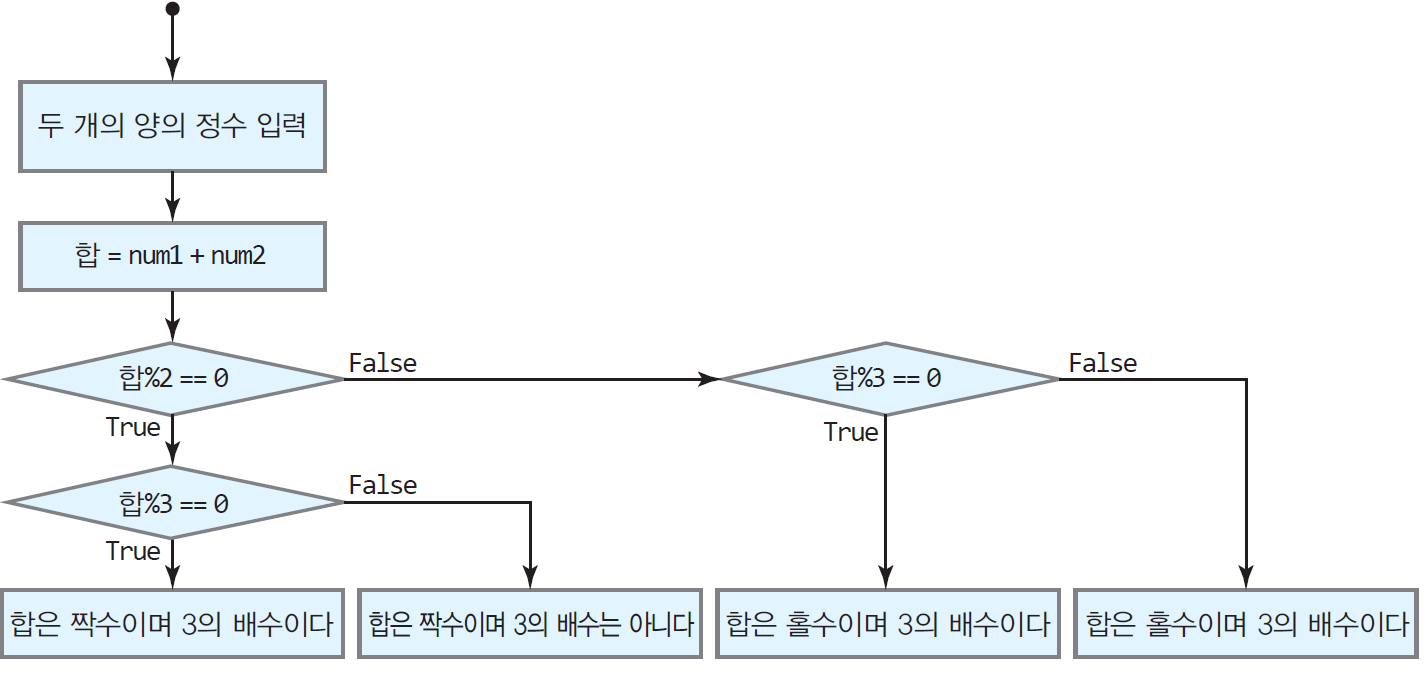 두 개의 양의 정수 입력
합 = num1 + num2
합%2 == 0
False
합%3 == 0
False
True
True
합%3 == 0
False
True
합은 짝수이며 3의 배수이다
합은 짝수이며 3의 배수는 아니다
합은 홀수이며 3의 배수이다
합은 홀수이며 3의 배수이다